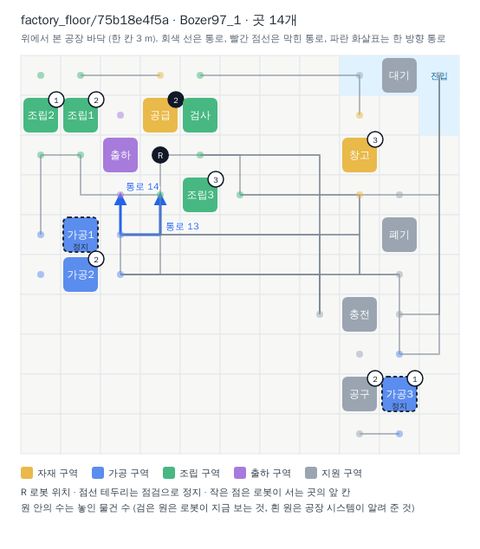 factory_floor/75b18e4f5a · Bozer97_1 · 곳 14개
위에서 본 공장 바닥 (한 칸 3 m). 회색 선은 통로, 빨간 점선은 막힌 통로, 파란 화살표는 한 방향 통로
대기 진입
1 2 2
조립2 조립1 공급 검사
3
출하 R 창고
3
통로 14 조립3
통로 13
가공1 폐기
정지
2
가공2
충전
2 1
공구 가공3
정지
자재 구역 가공 구역 조립 구역 출하 구역 지원 구역
R 로봇 위치 · 점선 테두리는 점검으로 정지 · 작은 점은 로봇이 서는 곳의 앞 칸
원 안의 수는 놓인 물건 수 (검은 원은 로봇이 지금 보는 것, 흰 원은 공장 시스템이 알려 준 것)